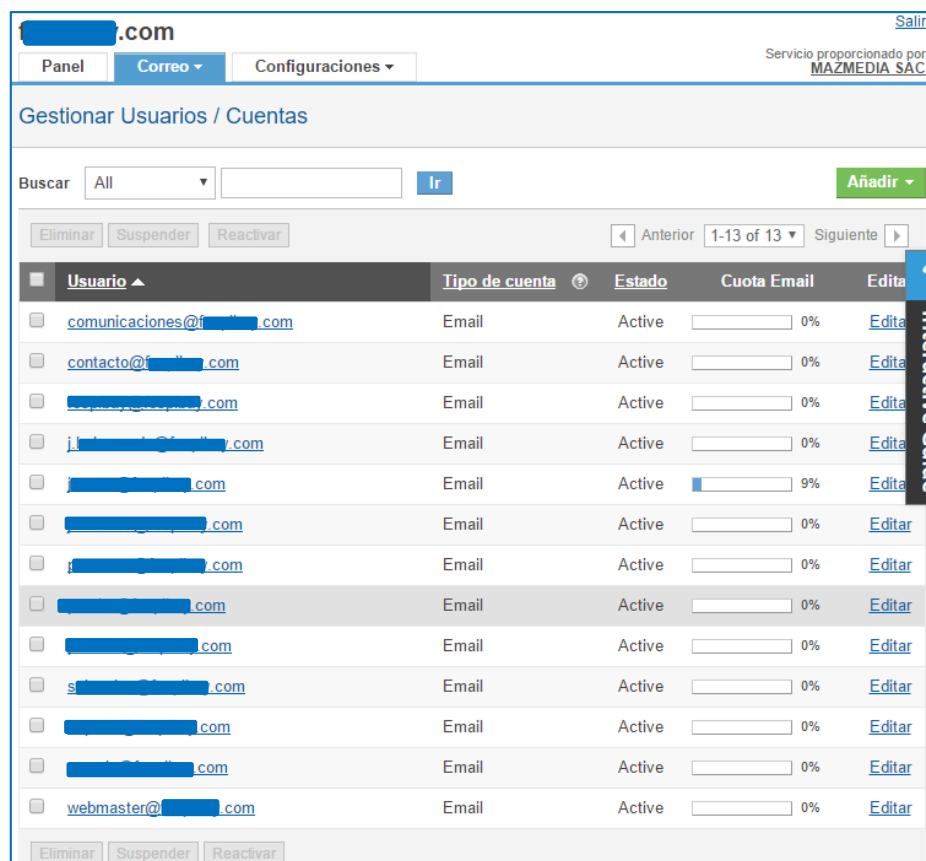 Salir
f .com
Servicio proporcionado por
MAZMEDIA SAC
Panel Correo Configuraciones
Gestionar Usuarios / Cuentas
Buscar All Ir Añadir
Eliminar Suspender Reactivar Anterior 1-13 of 13 Siguiente
Usuario Tipo de cuenta Estado Cuota Email Edita
comunicaciones@f .com Email Active 0% Edita
contacto@f .com Email Active 0% Edita
.com Email Active 0% Edita
j. .com Email Active 0% Edita
j .com Email Active 9% Edita
.com Email Active 0% Editar
p .com Email Active 0% Editar
.com Email Active 0% Editar
.com Email Active 0% Editar
s .com Email Active 0% Editar
.com Email Active 0% Editar
.com Email Active 0% Editar
webmaster@ .com Email Active 0% Editar
Eliminar Suspender Reactivar